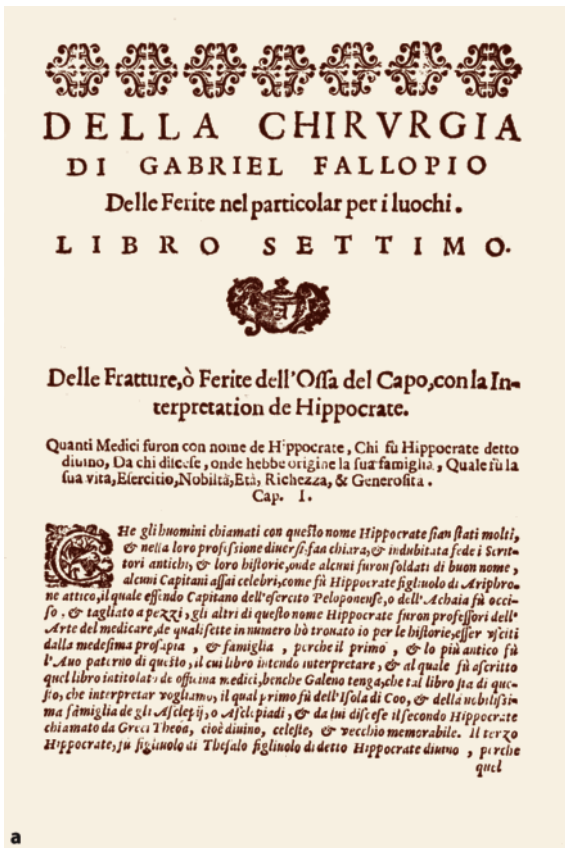 DELLA CHIRVRGIA
DI GABRIEL FALLOPIO
Delle Ferite nel particolar per i luochi.
LIBRO SETTIMO.
Delle Fratture, ò Ferite dell'Ossa del Capo, con la In-
terpretation de Hippocrate.
Quanti Medici furon con nome de Hippocrate, Chi fù Hippocrate detto
diuino, Da chi discese, onde hebbe origine la sua famiglia, Quale fù la
sua vita, Esercitio, Nobiltà, Età, Richezza, & Generosita.
Cap. I.
CHe gli huomini chiamati con questo nome Hippocrate sian stati molti,
& nella loro professione diuersi, faa chiara, & indubitata fede i Scrit-
tori antichi, & loro historie, onde alcuni furon soldati di buon nome,
alcuni Capitani assai celebri, come fù Hippocrate figliuolo di Ariphro-
ne attico, il quale essendo Capitano dell'esercito Peloponense, o dell'Achaia fù occi-
so. & tagliato a pezzi, gli altri di questo nome Hippocrate furon professori dell'
Arte del medicare, de quali sette in numero hò trouato io per le historie, esser vsciti
dalla medesima prosapia, & famiglia, perche il primo, & lo più antico fù
l'Auo paterno di questo, il cui libro intendo interpretare, & al quale fù ascritto
quel libro intitolato de officina medici, benche Galeno tenga, che tal libro sia di que-
sto, che interpretar vogliamo, il qual primo fù dell'Isola di Coo, & della nobilissi-
ma famiglia de gli Asclepij, o Asclepiadi, & da lui discese il secondo Hippocrate
chiamato da Greci Theoa, cioè diuino, celeste, & vecchio memorabile. Il terzo
Hippocrate, fù figliuolo di Thesalo figliuolo di detto Hippocrate diuino, perche
quel
a